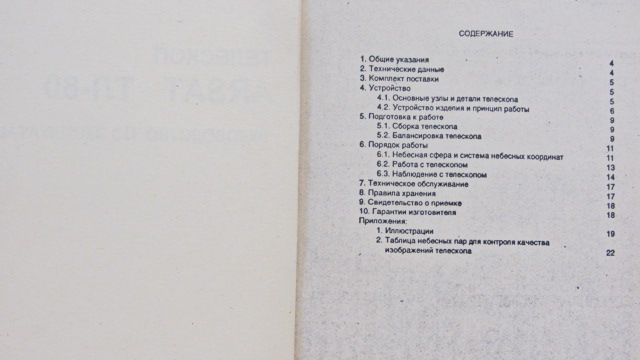 СОДЕРЖАНИЕ
1. Общие указания 4
2. Технические данные 4
3. Комплект поставки 5
4. Устройство 5
4.1. Основные узлы и детали телескопа 5
4.2. Устройство изделия и принцип работы 6
5. Подготовка к работе 9
5.1. Сборка телескопа 9
5.2. Балансировка телескопа 9
6. Порядок работы 11
6.1. Небесная сфера и система небесных координат 11
6.2. Работа с телескопом 13
6.3. Наблюдение с телескопом 14
7. Техническое обслуживание 17
8. Правила хранения 17
9. Свидетельство о приемке 18
10. Гарантии изготовителя 18
Приложения:
1. Иллюстрации 19
2. Таблица небесных пар для контроля качества
изображений телескопа 22